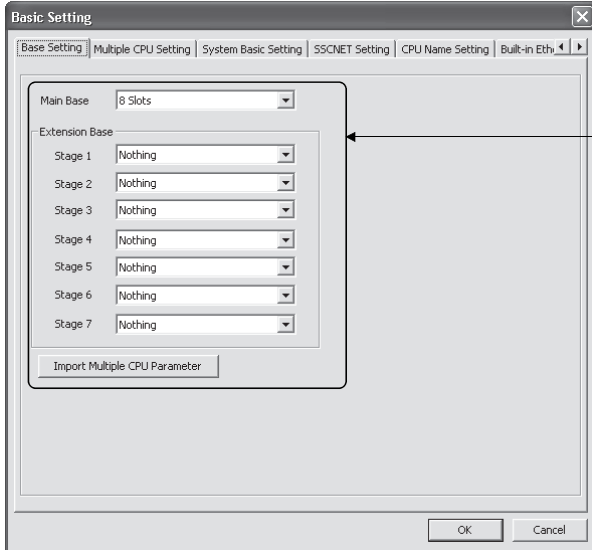 Basic Setting
Base Setting Multiple CPU Setting System Basic Setting SSCNET Setting CPU Name Setting Built-in Eth
Main Base 8 Slots
Extension Base
Stage 1 Nothing
Stage 2 Nothing
Stage 3 Nothing
Stage 4 Nothing
Stage 5 Nothing
Stage 6 Nothing
Stage 7 Nothing
Import Multiple CPU Parameter
OK Cancel